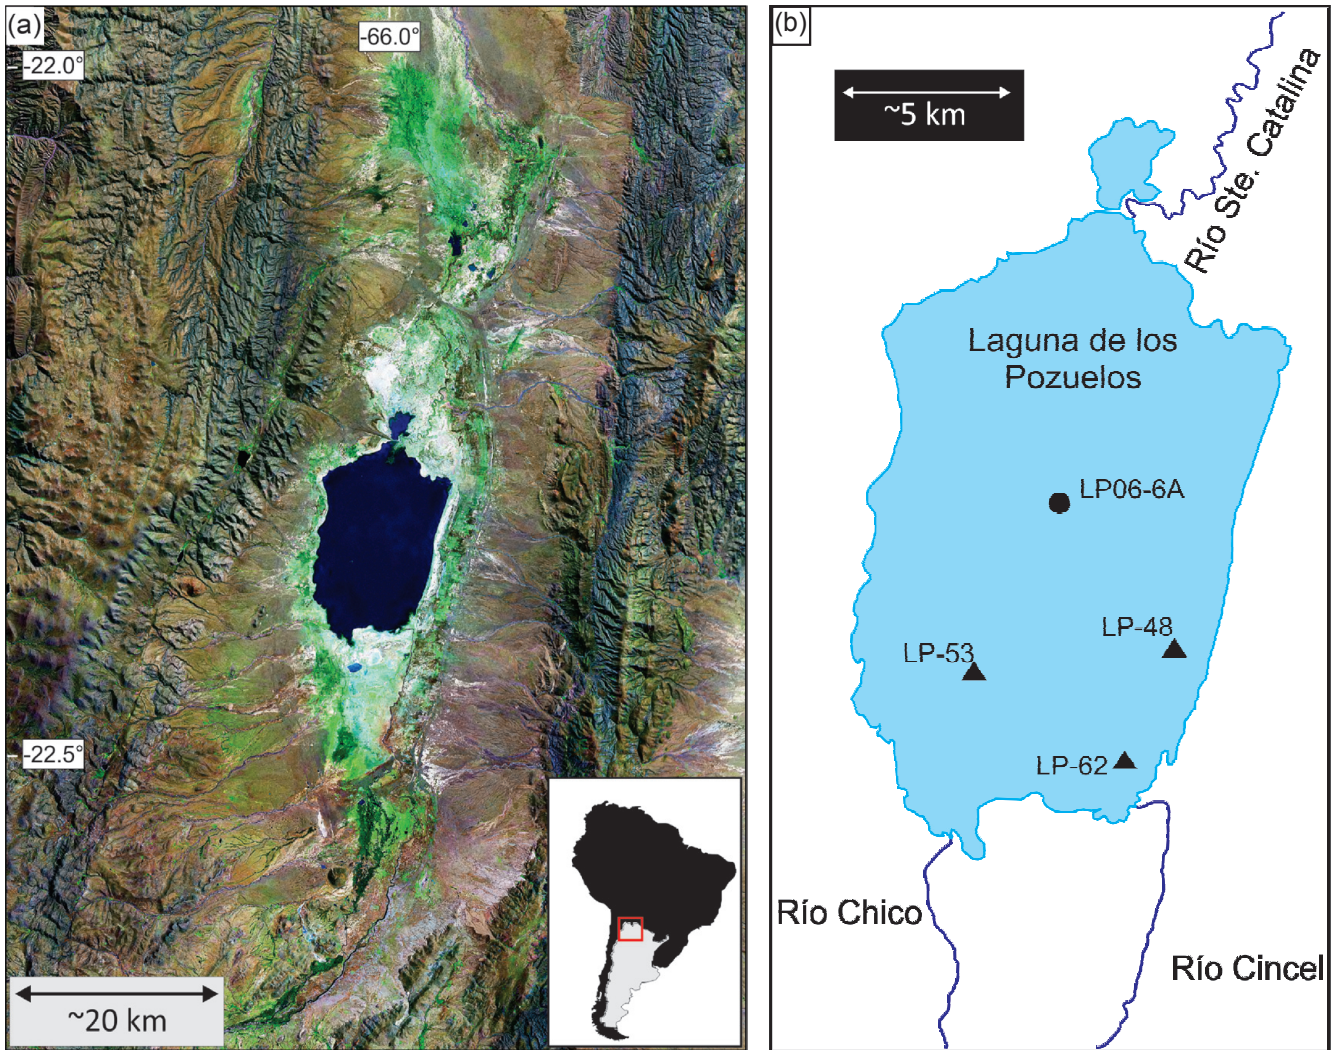 (a)
-66.0°
-22.0°
-22.5°
~20 km
(b)
~5 km
Río Ste. Catalina
Laguna de los
Pozuelos
LP06-6A
LP-48
LP-53
LP-62
Río Chico
Río Cincel